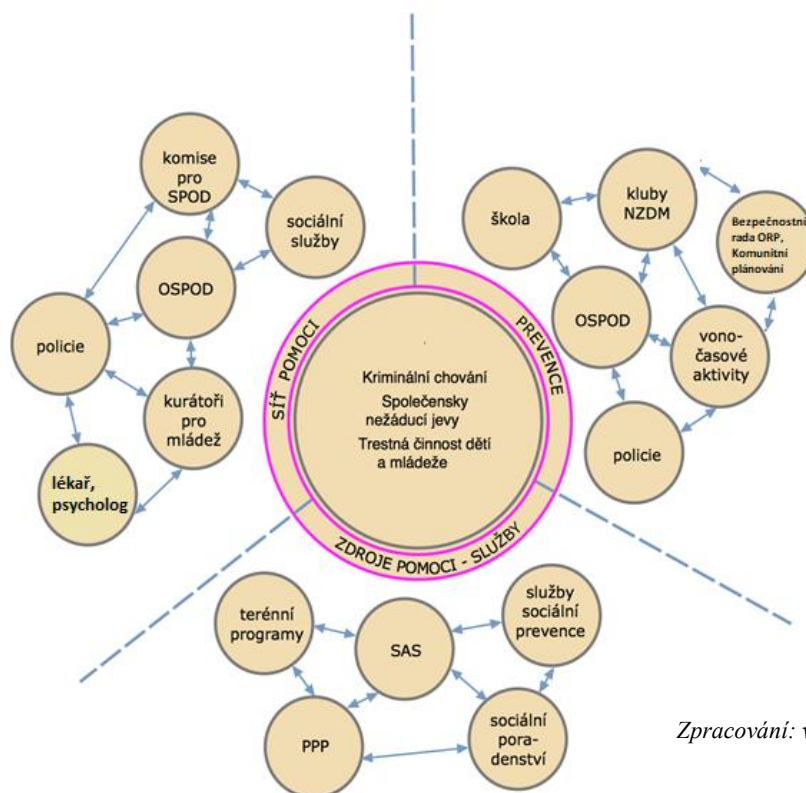 komise
pro
SPOD
sociální
služby
OSPOD
policie
kurátoři
pro
mládež
lékař,
psycholog
SÍŤ POMOCI
PREVENCE
ZDROJE POMOCI - SLUŽBY
Kriminální chování
Společensky
nežáducí jevy
Trestná činnost dětí
a mládeže
škola
kluby
NZDM
Bezpečnostní
rada ORP,
Komunitní
plánování
OSPOD
vono-
časové
aktivity
policie
terénní
programy
SAS
služby
sociální
prevence
PPP
sociální
pora-
denství
Zpracování: v